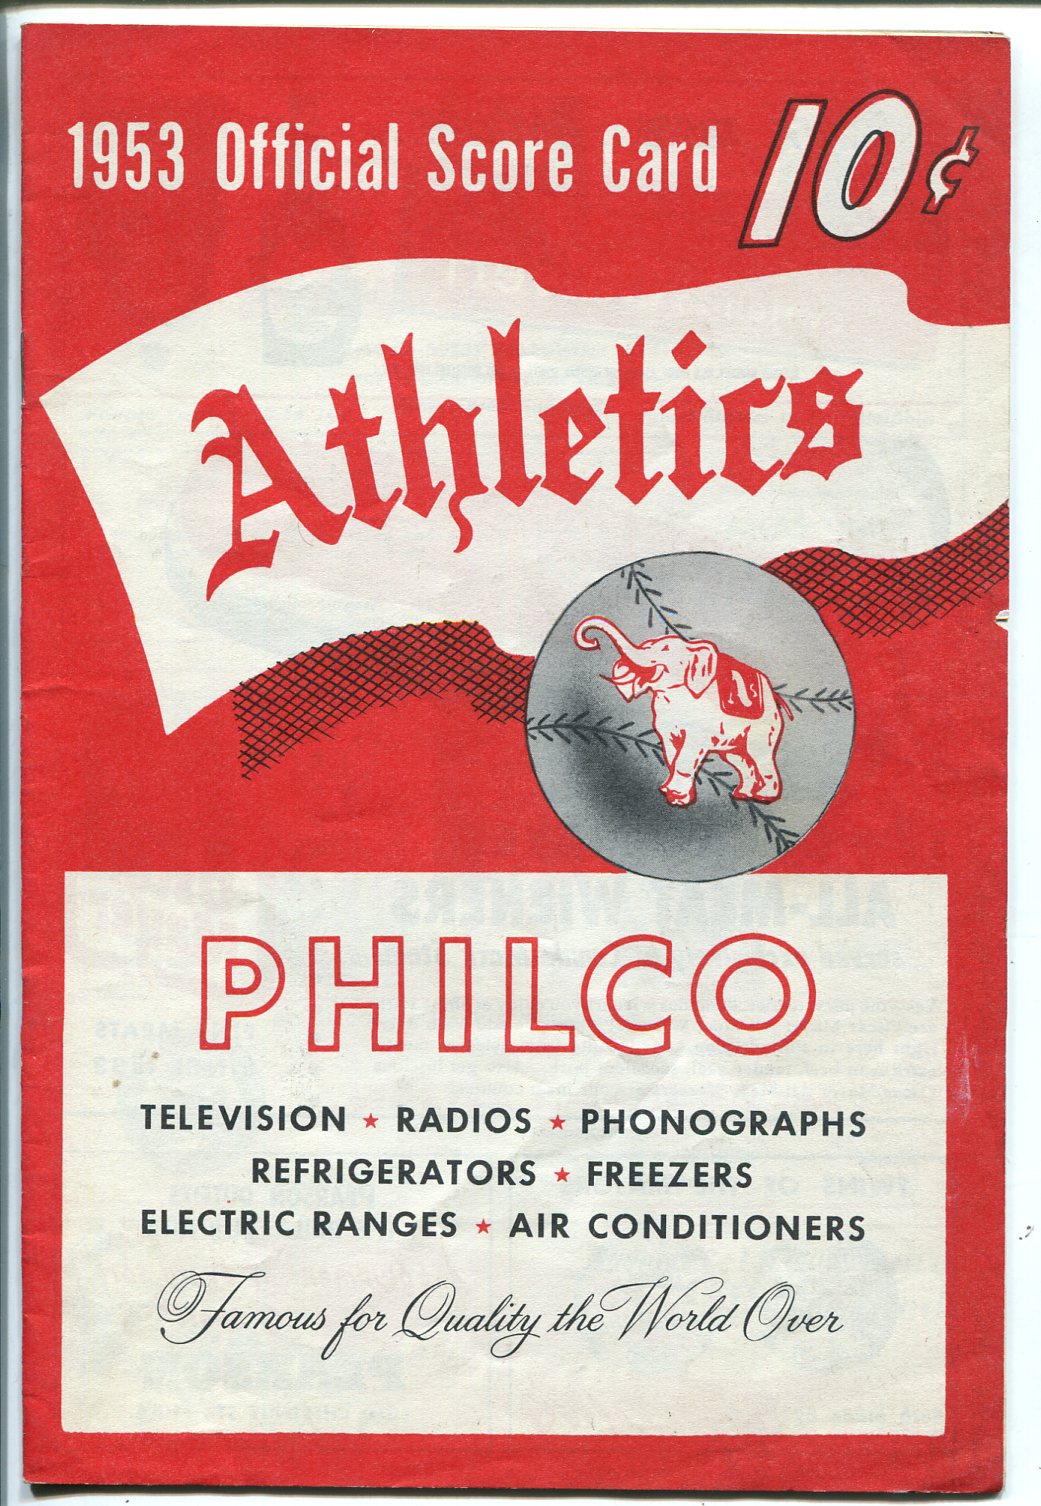 1953 Official Score Card 10¢
Athletics
A's
PHILCO
TELEVISION ★ RADIOS ★ PHONOGRAPHS
REFRIGERATORS ★ FREEZERS
ELECTRIC RANGES ★ AIR CONDITIONERS
Famous for Quality the World Over